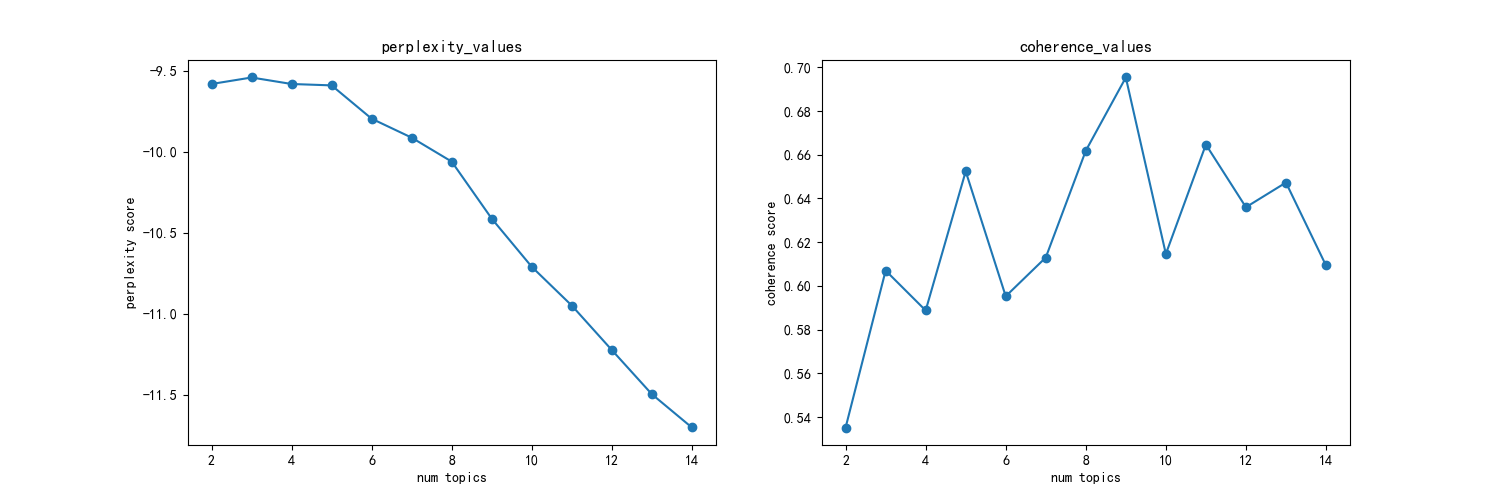 perplexity_values
-9.5
-10.0
-10.5
-11.0
-11.5
perplexity score
2 4 6 8 10 12 14
num topics
coherence_values
0.70
0.68
0.66
0.64
0.62
0.60
0.58
0.56
0.54
coherence score
2 4 6 8 10 12 14
num topics